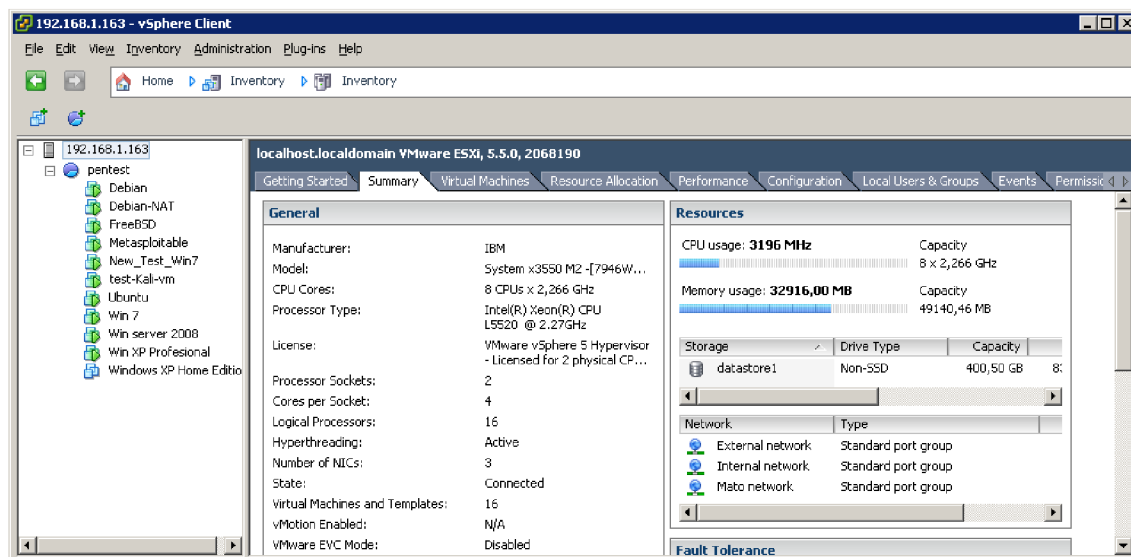 192.168.1.163 - vSphere Client
File Edit View Inventory Administration Plug-ins Help
Home Inventory Inventory
192.168.1.163
pentest
Debian
Debian-NAT
FreeBSD
Metasploitable
New_Test_Win7
test-Kali-vm
Ubuntu
Win 7
Win server 2008
Win XP Profesional
Windows XP Home Editio
localhost.localdomain VMware ESXi, 5.5.0, 2068190
Getting Started Summary Virtual Machines Resource Allocation Performance Configuration Local Users & Groups Events Permissic
General
Manufacturer: IBM
Model: System x3550 M2 -[7946W...
CPU Cores: 8 CPUs x 2,266 GHz
Processor Type: Intel(R) Xeon(R) CPU
L5520 @ 2.27GHz
License: VMware vSphere 5 Hypervisor
- Licensed for 2 physical CP...
Processor Sockets: 2
Cores per Socket: 4
Logical Processors: 16
Hyperthreading: Active
Number of NICs: 3
State: Connected
Virtual Machines and Templates: 16
vMotion Enabled: N/A
VMware EVC Mode: Disabled
Resources
CPU usage: 3196 MHz Capacity
8 x 2,266 GHz
Memory usage: 32916,00 MB Capacity
49140,46 MB
Storage Drive Type Capacity
datastore1 Non-SSD 400,50 GB
Network Type
External network Standard port group
Internal network Standard port group
Mato network Standard port group
Fault Tolerance